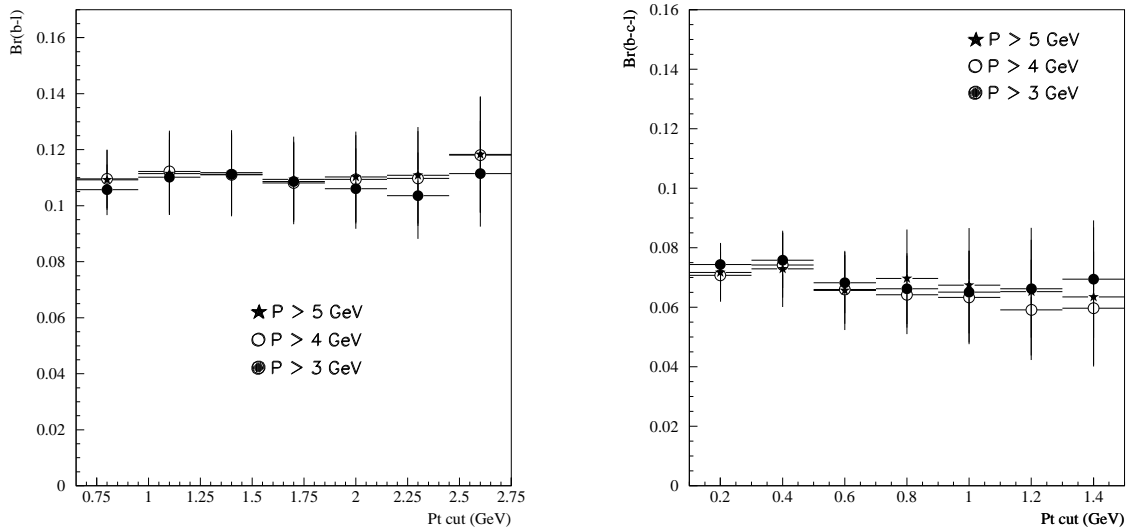 Br(b-l)
0.16
0.14
0.12
0.1
0.08
0.06
0.04
0.02
0
★ P > 5 GeV
○ P > 4 GeV
● P > 3 GeV
0.75 1 1.25 1.5 1.75 2 2.25 2.5 2.75
Pt cut (GeV)
Br(b-c-l)
0.16
0.14
0.12
0.1
0.08
0.06
0.04
0.02
0
★ P > 5 GeV
○ P > 4 GeV
● P > 3 GeV
0.2 0.4 0.6 0.8 1 1.2 1.4
Pt cut (GeV)